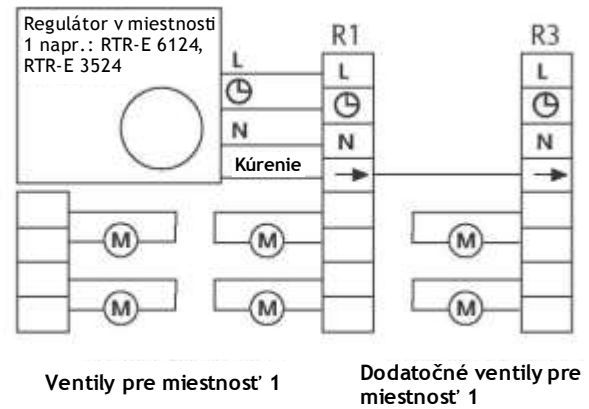 Regulátor v miestnosti
1 napr.: RTR-E 6124,
RTR-E 3524
L
N
Kúrenie
R1
L
N
R3
L
N
M
M
M
M
M
M
Ventily pre miestnosť 1
Dodatočné ventily pre
miestnosť 1